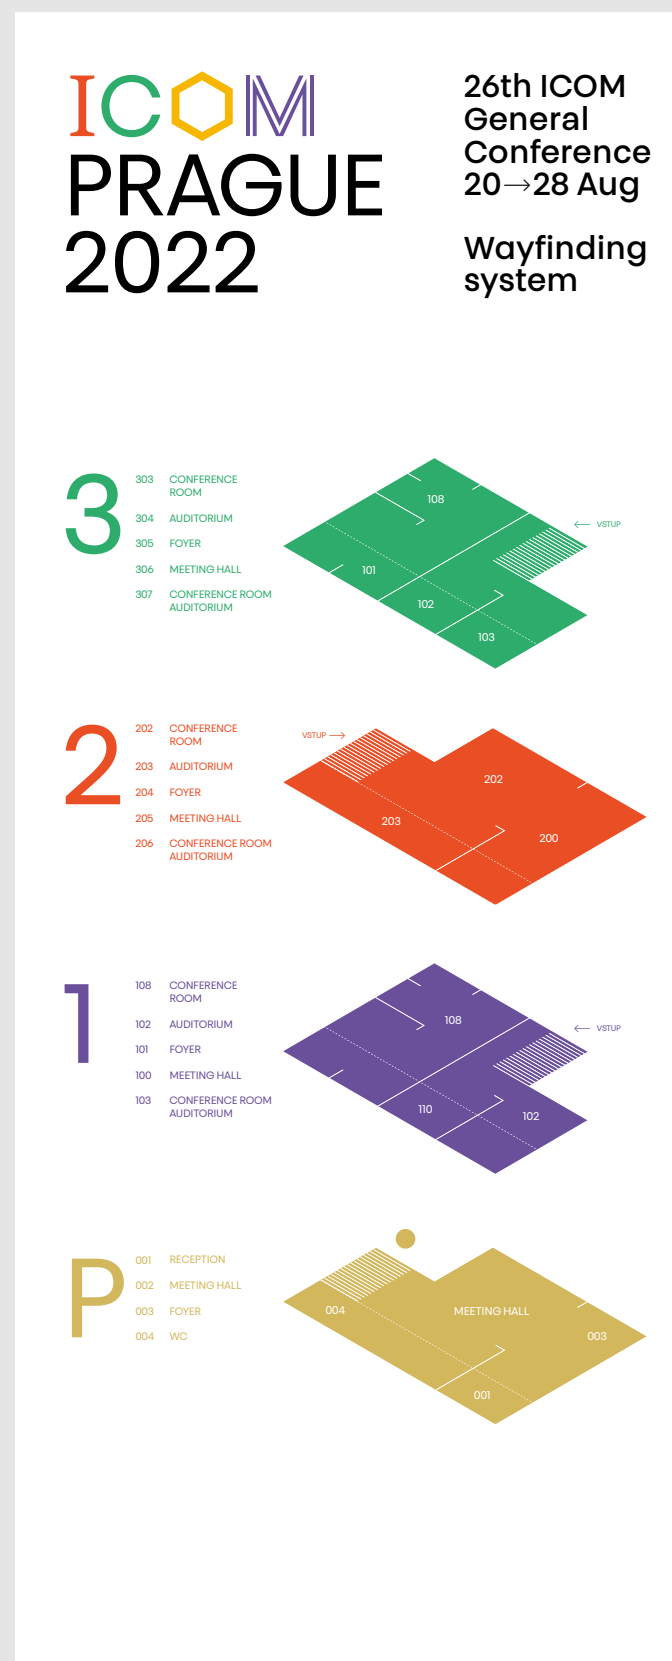 ICOM
PRAGUE
2022
26th ICOM
General
Conference
20→28 Aug
Wayfinding
system
3
303 CONFERENCE
ROOM
304 AUDITORIUM
305 FOYER
306 MEETING HALL
307 CONFERENCE ROOM
AUDITORIUM
108
← VSTUP
101
102
103
2
202 CONFERENCE
ROOM
203 AUDITORIUM
204 FOYER
205 MEETING HALL
206 CONFERENCE ROOM
AUDITORIUM
VSTUP →
202
203
200
1
108 CONFERENCE
ROOM
102 AUDITORIUM
101 FOYER
100 MEETING HALL
103 CONFERENCE ROOM
AUDITORIUM
108
← VSTUP
110
102
P
001 RECEPTION
002 MEETING HALL
003 FOYER
004 WC
004
MEETING HALL
003
001